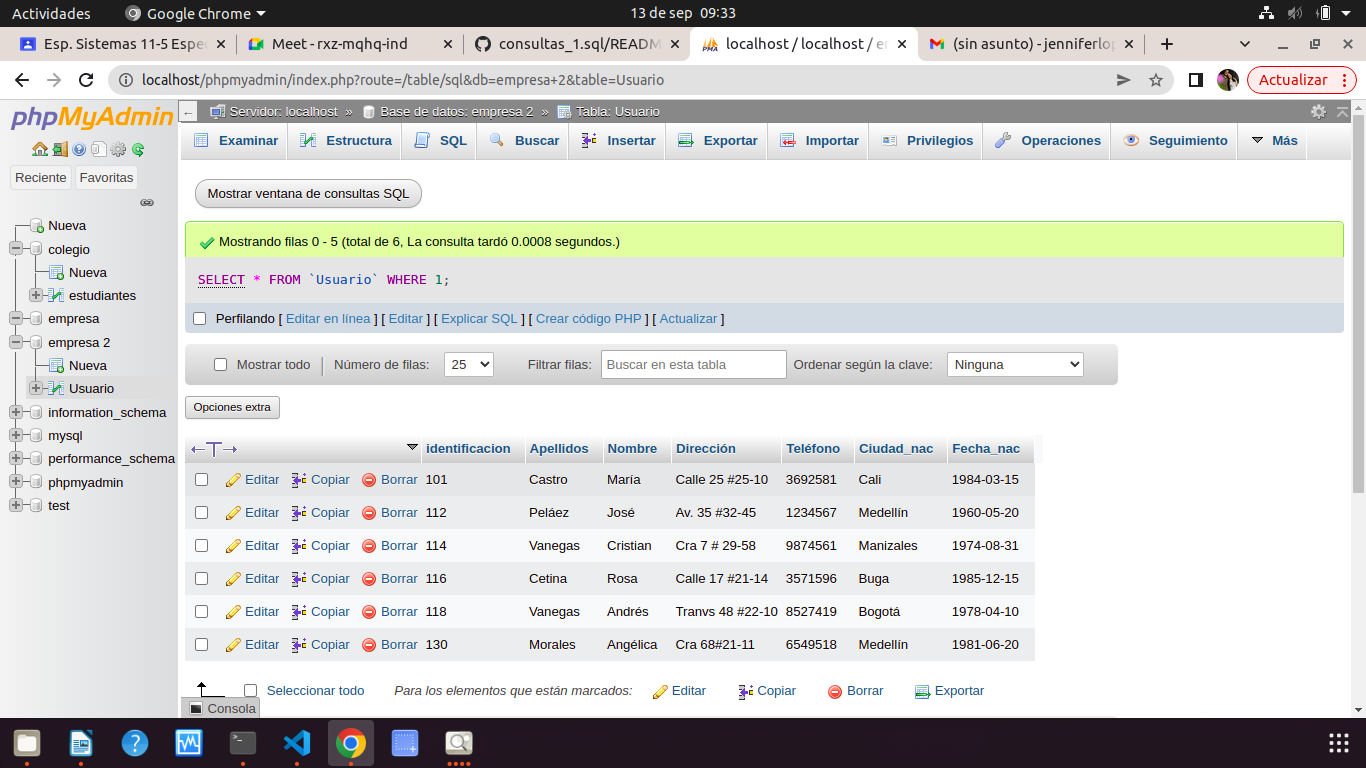 Actividades Google Chrome 13 de sep 09:33
Esp. Sistemas 11-5 Espec Meet - rxz-mqhq-ind consultas_1.sql/READM localhost / localhost / en (sin asunto) - jenniferlop
localhost/phpmyadmin/index.php?route=/table/sql&db=empresa+2&table=Usuario Actualizar
phpMyAdmin
Reciente Favoritas
Nueva
colegio
Nueva
estudiantes
empresa
empresa 2
Nueva
Usuario
information_schema
mysql
performance_schema
phpmyadmin
test
Servidor: localhost » Base de datos: empresa 2 » Tabla: Usuario
Examinar Estructura SQL Buscar Insertar Exportar Importar Privilegios Operaciones Seguimiento Más
Mostrar ventana de consultas SQL
Mostrando filas 0 - 5 (total de 6, La consulta tardó 0.0008 segundos.)
SELECT * FROM `Usuario` WHERE 1;
Perfilando [ Editar en línea ] [ Editar ] [ Explicar SQL ] [ Crear código PHP ] [ Actualizar ]
Mostrar todo Número de filas: 25 Filtrar filas: Buscar en esta tabla Ordenar según la clave: Ninguna
Opciones extra
identificacion Apellidos Nombre Dirección Teléfono Ciudad_nac Fecha_nac
Editar Copiar Borrar 101 Castro María Calle 25 #25-10 3692581 Cali 1984-03-15
Editar Copiar Borrar 112 Peláez José Av. 35 #32-45 1234567 Medellín 1960-05-20
Editar Copiar Borrar 114 Vanegas Cristian Cra 7 # 29-58 9874561 Manizales 1974-08-31
Editar Copiar Borrar 116 Cetina Rosa Calle 17 #21-14 3571596 Buga 1985-12-15
Editar Copiar Borrar 118 Vanegas Andrés Tranvs 48 #22-10 8527419 Bogotá 1978-04-10
Editar Copiar Borrar 130 Morales Angélica Cra 68#21-11 6549518 Medellín 1981-06-20
Seleccionar todo Para los elementos que están marcados: Editar Copiar Borrar Exportar
Consola